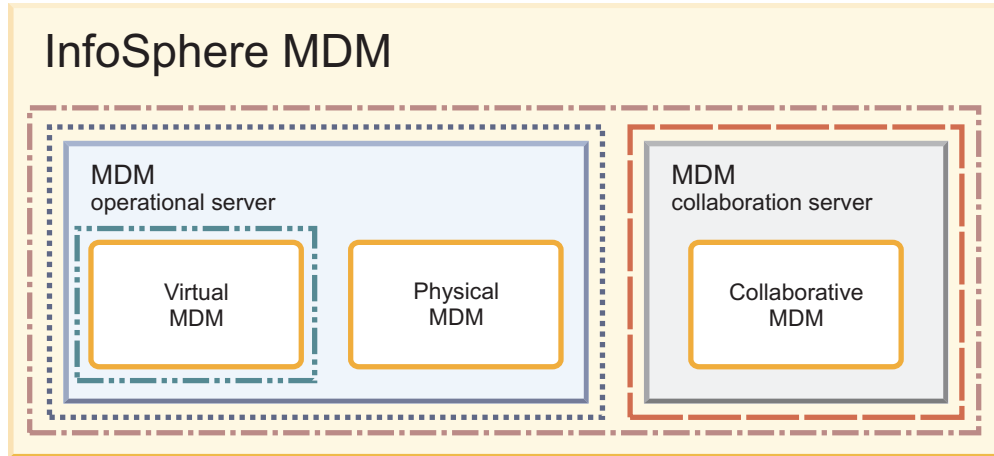 InfoSphere MDM
MDM
operational server
Virtual
MDM
Physical
MDM
MDM
collaboration server
Collaborative
MDM